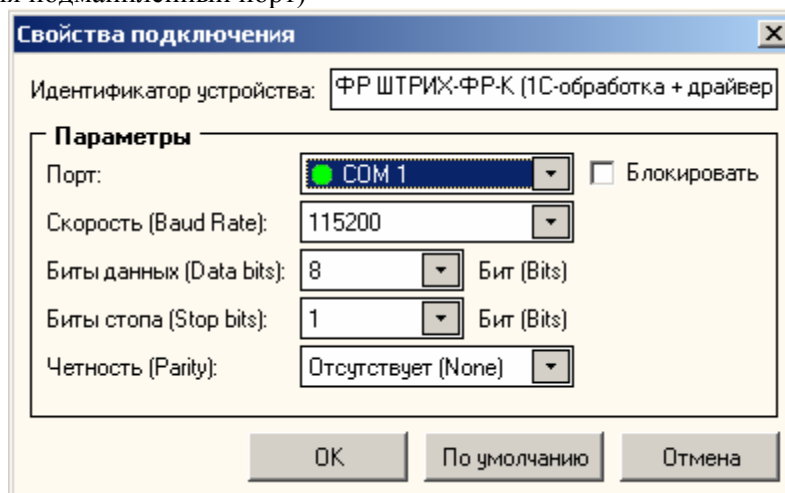 подмапленный порт)
Свойства подключения
Идентификатор устройства: ФР ШТРИХ-ФР-К (1С-обработка + драйвер
Параметры
Порт: COM 1 Блокировать
Скорость (Baud Rate): 115200
Биты данных (Data bits): 8 Бит (Bits)
Биты стопа (Stop bits): 1 Бит (Bits)
Четность (Parity): Отсутствует (None)
OK По умолчанию Отмена